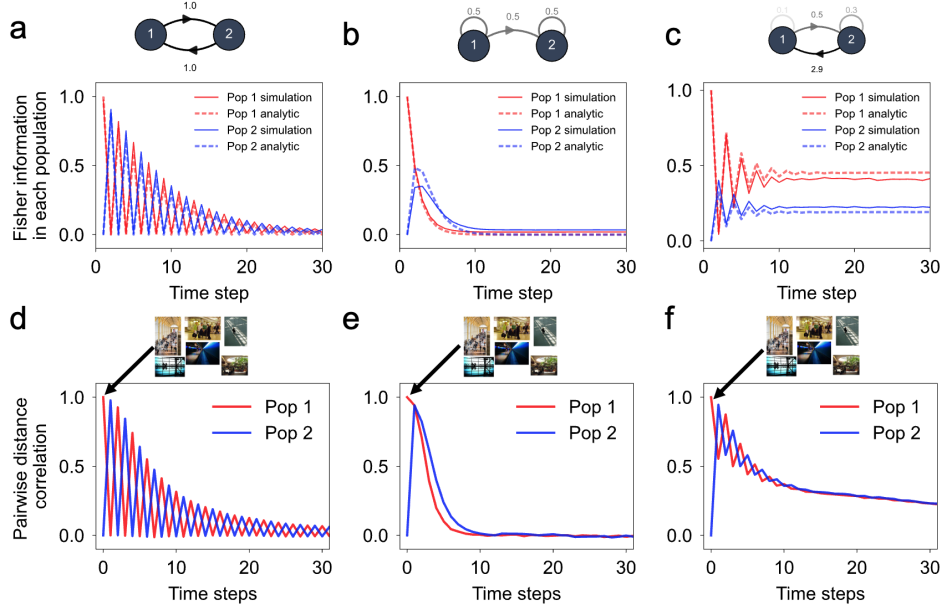 a
1.0
1
2
1.0
Fisher information
in each population
1.0
0.5
0.0
Pop 1 simulation
Pop 1 analytic
Pop 2 simulation
Pop 2 analytic
0
10
20
30
Time step
b
0.5
0.5
0.5
1
2
1.0
0.5
0.0
Pop 1 simulation
Pop 1 analytic
Pop 2 simulation
Pop 2 analytic
0
10
20
30
Time step
c
0.1
0.5
0.3
1
2
2.9
1.0
0.5
0.0
Pop 1 simulation
Pop 1 analytic
Pop 2 simulation
Pop 2 analytic
0
10
20
30
Time step
d
Pairwise distance
correlation
1.0
0.5
0.0
Pop 1
Pop 2
0
10
20
30
Time steps
e
1.0
0.5
0.0
Pop 1
Pop 2
0
10
20
30
Time steps
f
1.0
0.5
0.0
Pop 1
Pop 2
0
10
20
30
Time steps